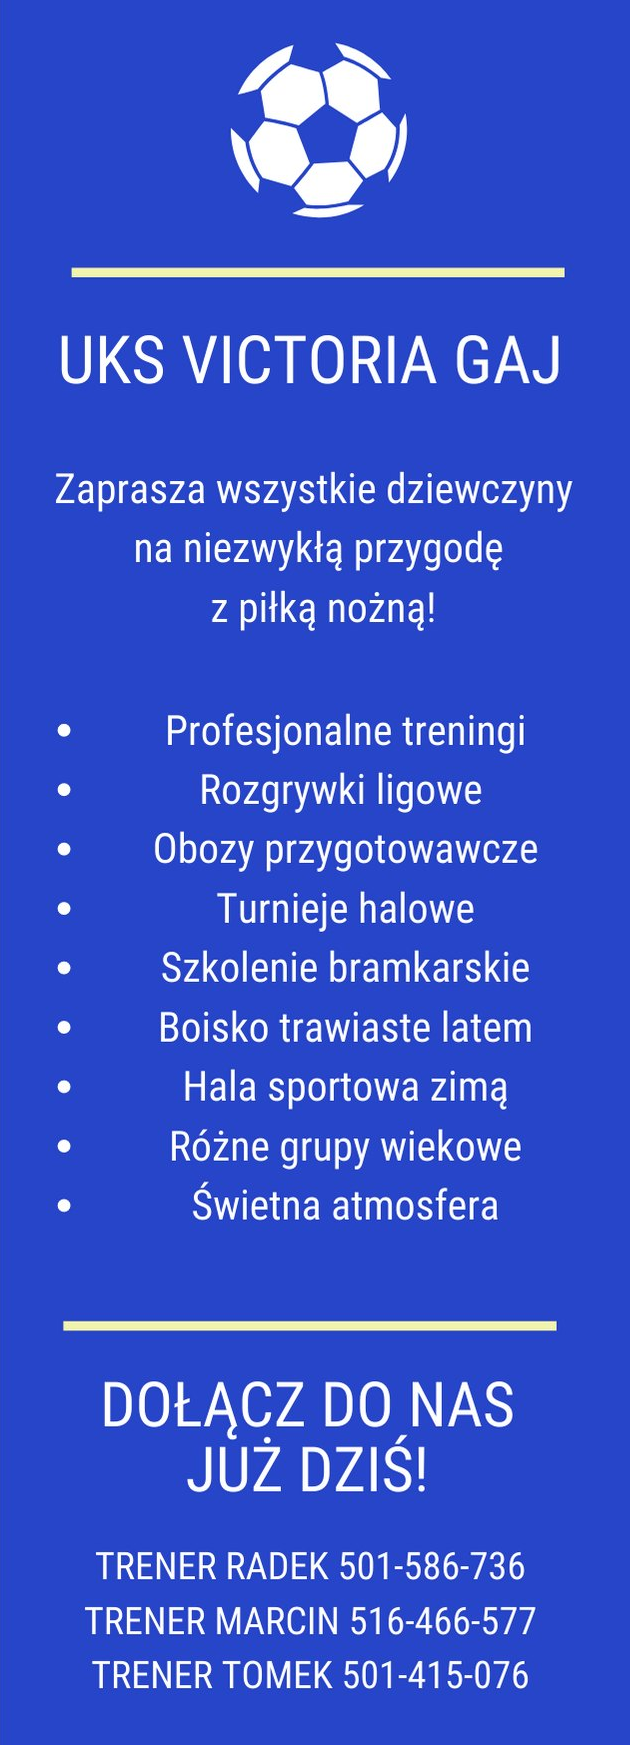 UKS VICTORIA GAJ
Zaprasza wszystkie dziewczyny
na niezwykłą przygodę
z piłką nożną!
• Profesjonalne treningi
• Rozgrywki ligowe
• Obozy przygotowawcze
• Turnieje halowe
• Szkolenie bramkarskie
• Boisko trawiaste latem
• Hala sportowa zimą
• Różne grupy wiekowe
• Świetna atmosfera
DOŁĄCZ DO NAS
JUŻ DZIŚ!
TRENER RADEK 501-586-736
TRENER MARCIN 516-466-577
TRENER TOMEK 501-415-076